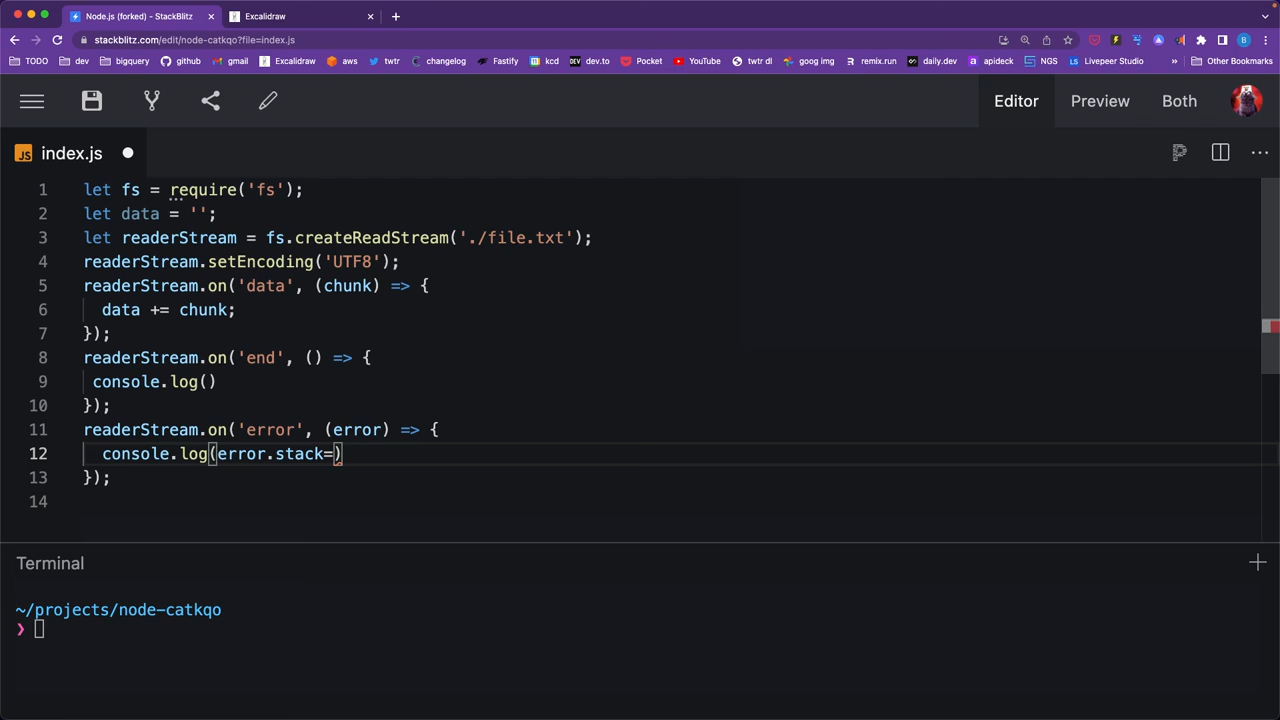 Node.js (forked) - StackBlitz
Excalidraw
stackblitz.com/edit/node-catkqo?file=index.js
B
TODO dev bigquery github gmail Excalidraw aws twtr changelog Fastify kcd dev.to Pocket YouTube twtr dl goog img remix.run daily.dev apideck NGS Livepeer Studio » Other Bookmarks
Editor Preview Both
JS index.js
1 let fs = require('fs');
2 let data = '';
3 let readerStream = fs.createReadStream('./file.txt');
4 readerStream.setEncoding('UTF8');
5 readerStream.on('data', (chunk) => {
6 data += chunk;
7 });
8 readerStream.on('end', () => {
9 console.log()
10 });
11 readerStream.on('error', (error) => {
12 console.log(error.stack=)
13 });
14
Terminal
~/projects/node-catkqo
❯